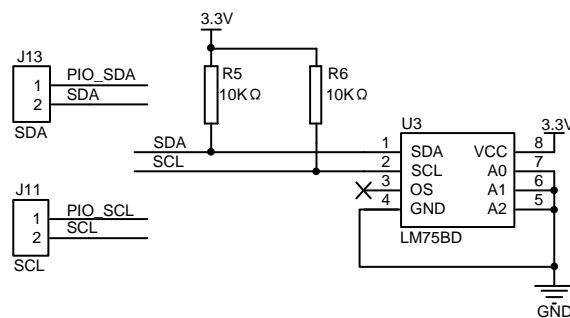 3.3V
J13
1 PIO_SDA
2 SDA
SDA
R5
10KΩ
R6
10KΩ
U3
3.3V
SDA 1 SDA VCC 8
SCL 2 SCL A0 7
3 OS A1 6
4 GND A2 5
LM75BD
J11
1 PIO_SCL
2 SCL
SCL
GND